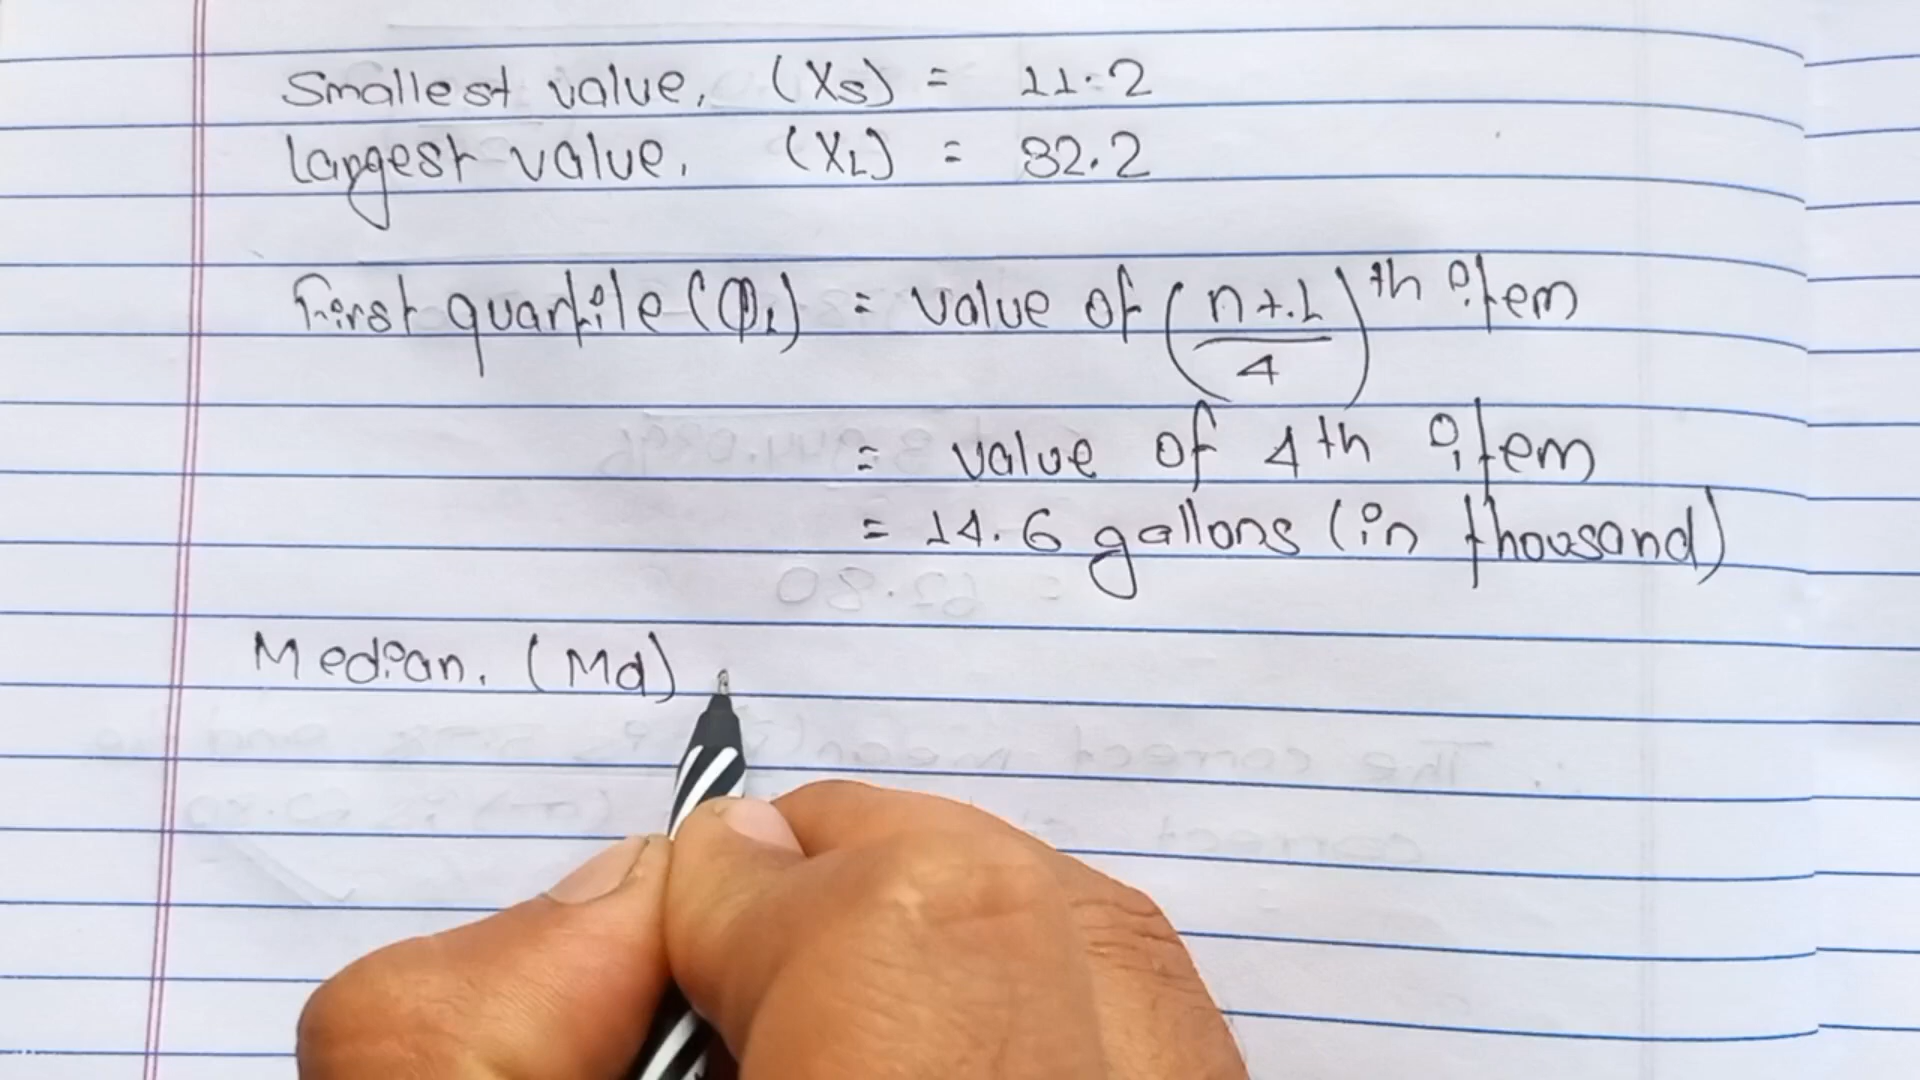 Smallest value, (Xs) = 11.2
Largest value, (XL) = 32.2
First quartile (Q1) = value of (n+1/4)th item
= value of 4th item
= 14.6 gallons (in thousand)
Median, (Md)